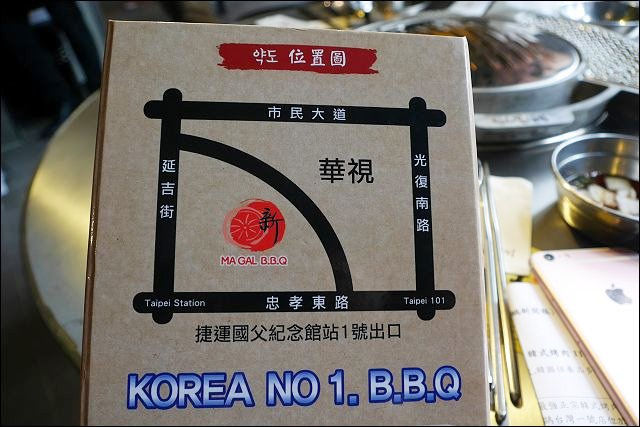 약도 位置圖
市民大道
延吉街
華視
光復南路
新
MA GAL B.B.Q
Taipei Station
忠孝東路
Taipei 101
捷運國父紀念館站1號出口
KOREA NO 1. B.B.Q